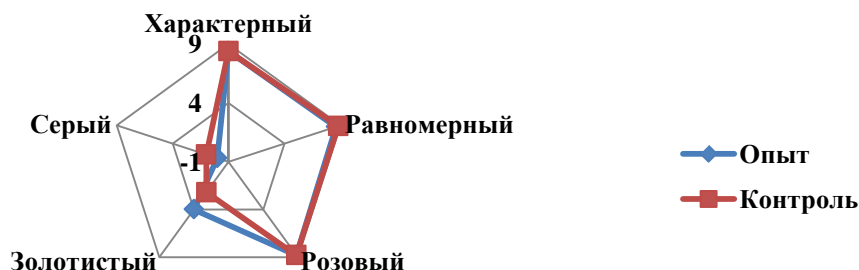 Характерный
9
4
-1
Серый
Равномерный
Золотистый
Розовый
Опыт
Контроль